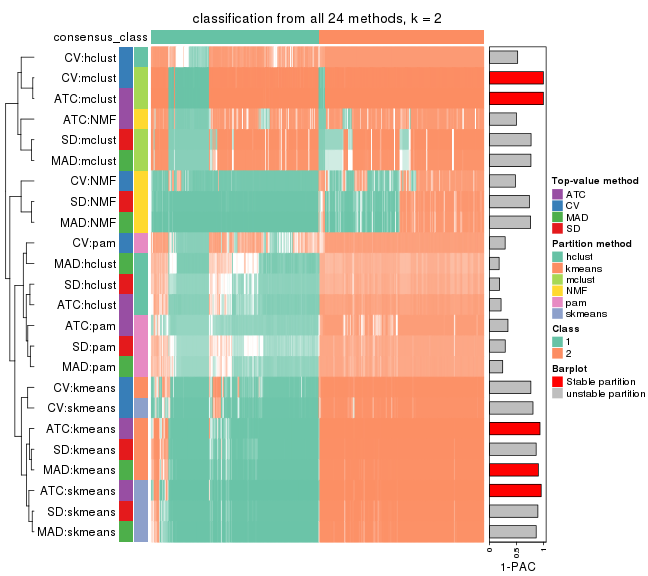 classification from all 24 methods, k = 2
consensus_class
CV:hclust
CV:mclust
ATC:mclust
ATC:NMF
SD:mclust
MAD:mclust
CV:NMF
SD:NMF
MAD:NMF
CV:pam
MAD:hclust
SD:hclust
ATC:hclust
ATC:pam
SD:pam
MAD:pam
CV:kmeans
CV:skmeans
ATC:kmeans
SD:kmeans
MAD:kmeans
ATC:skmeans
SD:skmeans
MAD:skmeans
0
0.5
1
1-PAC
Top-value method
ATC
CV
MAD
SD
Partition method
hclust
kmeans
mclust
NMF
pam
skmeans
Class
1
2
Barplot
Stable partition
unstable partition